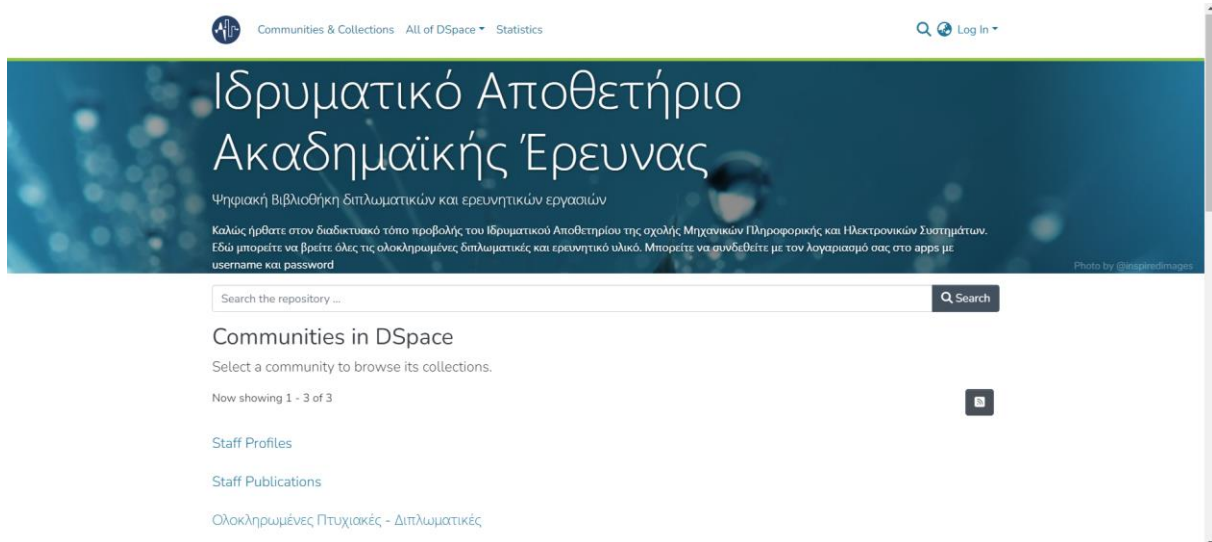 Communities & Collections All of DSpace Statistics Log In
Ιδρυματικό Αποθετήριο
Ακαδημαϊκής Έρευνας
Ψηφιακή Βιβλιοθήκη διπλωματικών και ερευνητικών εργασιών
Καλώς ήρθατε στον διαδικτυακό τόπο προβολής του Ιδρυματικού Αποθετηρίου της σχολής Μηχανικών Πληροφορικής και Ηλεκτρονικών Συστημάτων.
Εδώ μπορείτε να βρείτε όλες τις ολοκληρωμένες διπλωματικές και ερευνητικό υλικό. Μπορείτε να συνδεθείτε με τον λογαριασμό σας στο apps με
username και password
Photo by @inspiredimages
Search the repository ... Search
Communities in DSpace
Select a community to browse its collections.
Now showing 1 - 3 of 3
Staff Profiles
Staff Publications
Ολοκληρωμένες Πτυχιακές - Διπλωματικές